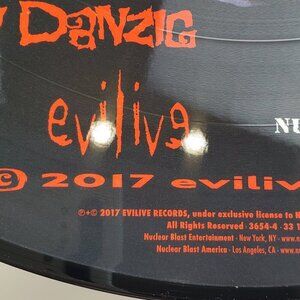 DANZIG
evilive
© 2017 evilive
℗+© 2017 EVILIVE RECORDS, under exclusive license to
All Rights Reserved · 3654-4 · 33 1
Nuclear Blast Entertainment · New York, NY ·
Nuclear Blast America · Los Angeles, CA ·